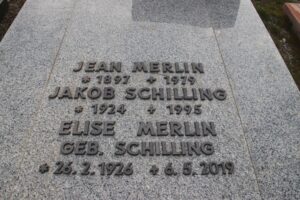 JEAN MERLIN
* 1897 + 1979
JAKOB SCHILLING
* 1924 + 1995
ELISE MERLIN
GEB. SCHILLING
* 26. 2. 1926 + 6. 5. 2019